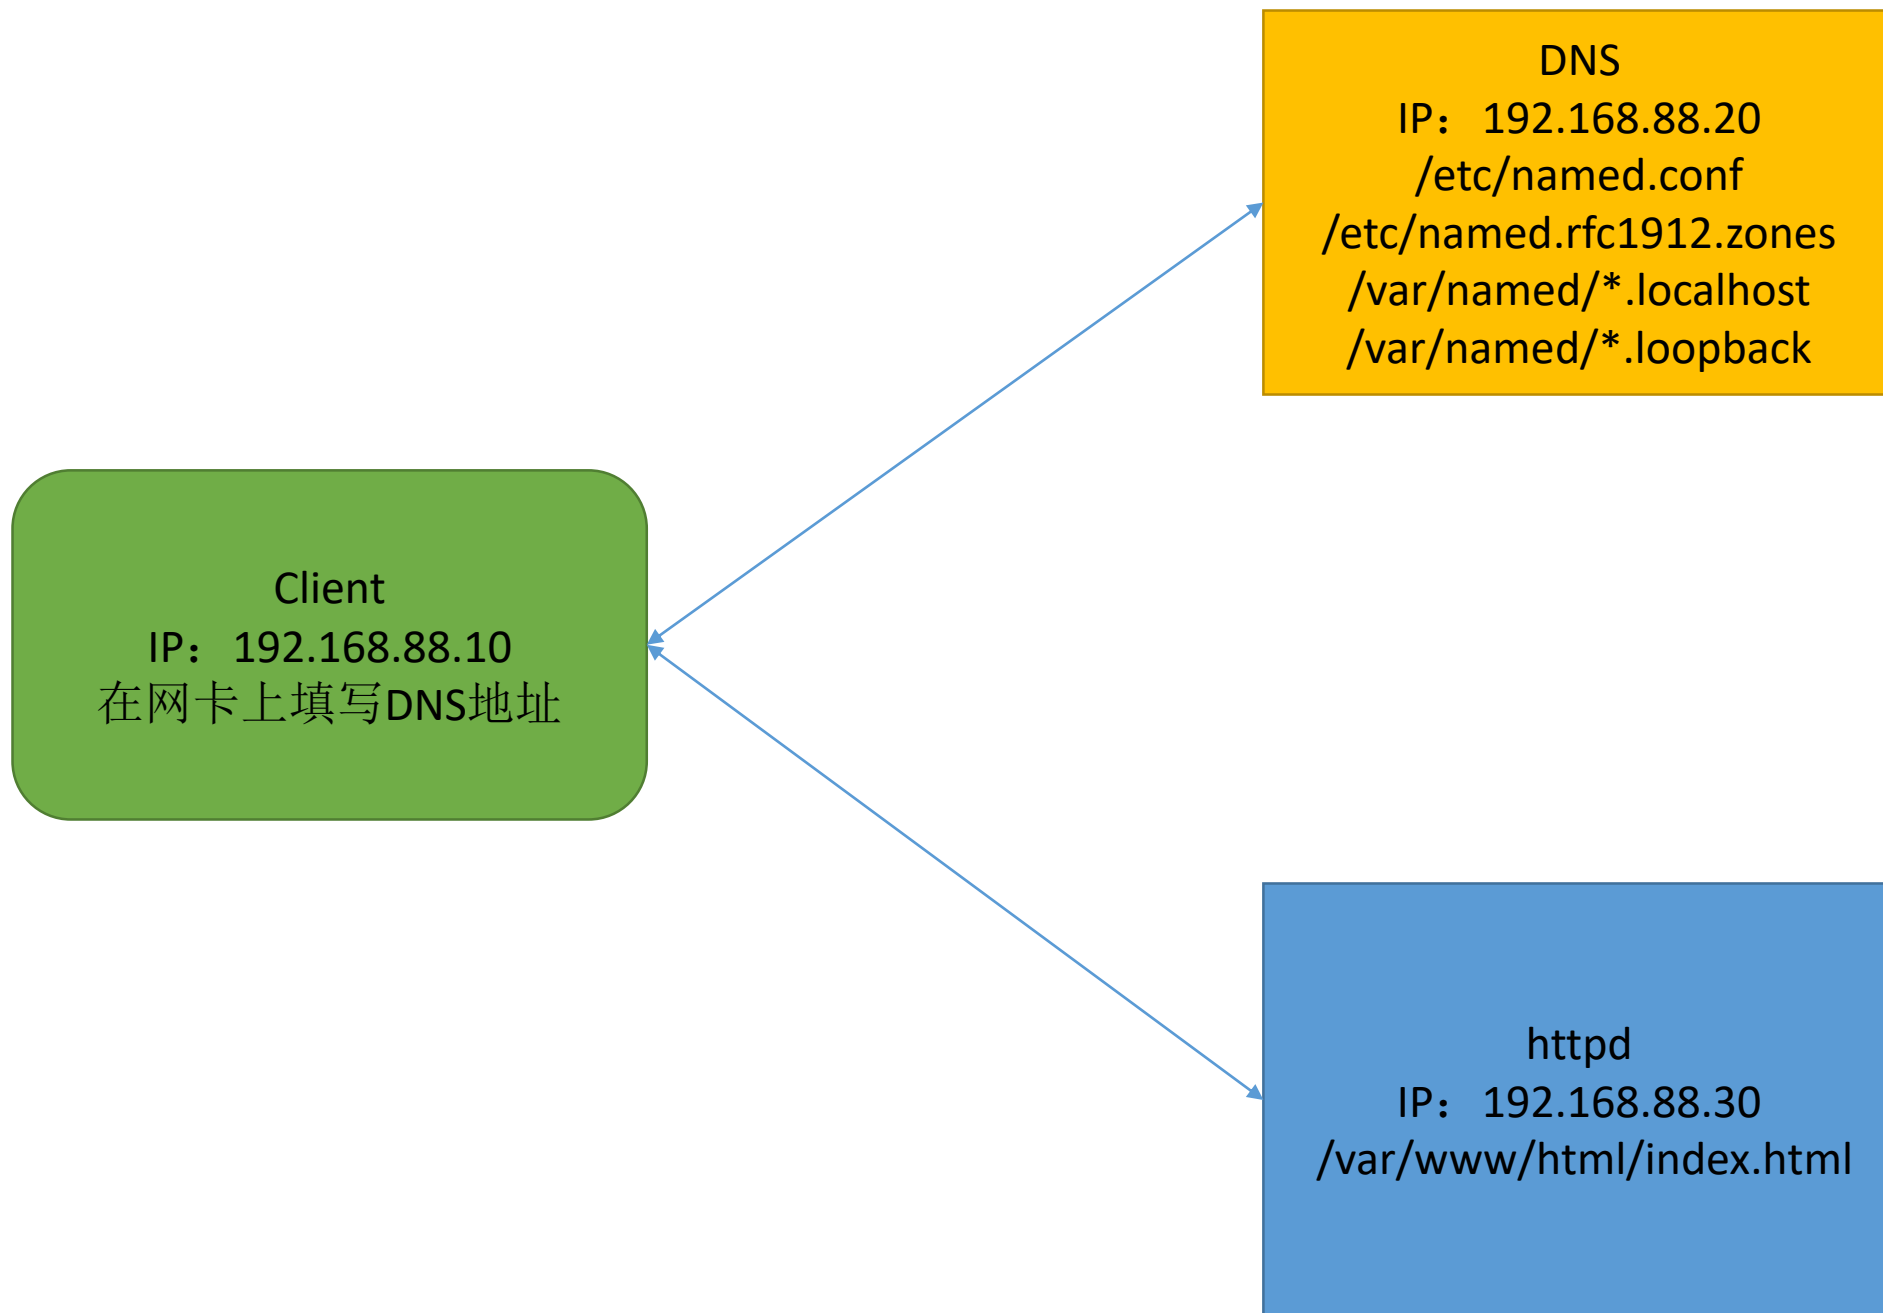 DNS
IP： 192.168.88.20
/etc/named.conf
/etc/named.rfc1912.zones
/var/named/*.localhost
/var/named/*.loopback
Client
IP： 192.168.88.10
在网卡上填写DNS地址
httpd
IP： 192.168.88.30
/var/www/html/index.html